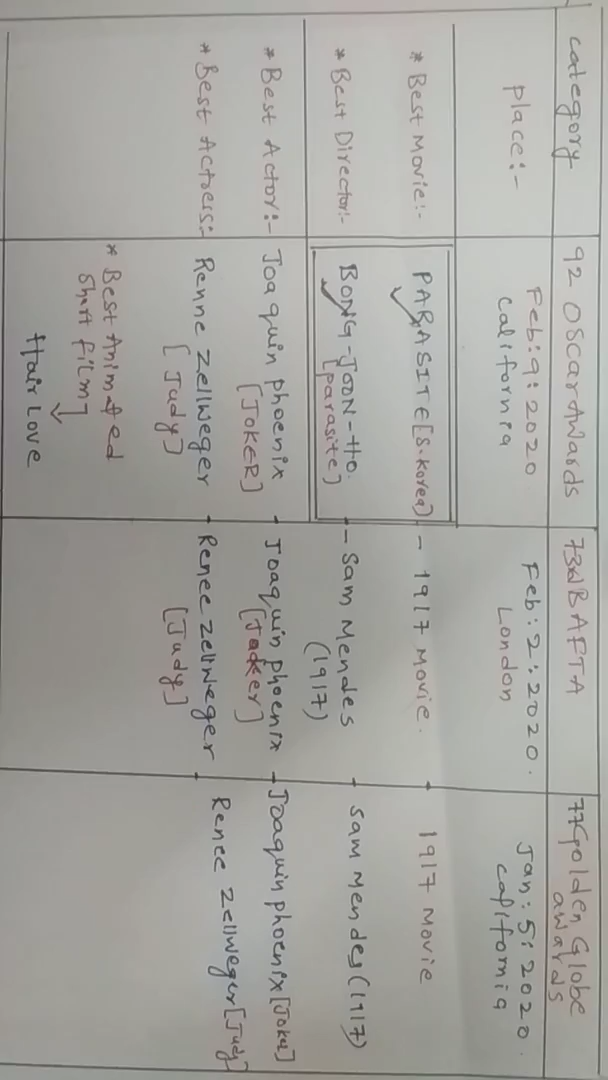 category
92 OSCAR Awards
73rd BAFTA
77 Golden Globe
awards
place:-
Feb:9:2020
California
Feb:2:2020.
London
Jan:5:2020.
California
* Best Movie:-
PARASITE[S.Korea]
- 1917 Movie.
- 1917 Movie
* Best Director:-
BONG-JOON-HO.
[parasite]
- Sam Mendes
(1917)
- Sam Mendes(1917)
* Best Actor:-
Joaquin phoenix
[JOKER]
- Joaquin phoenix
[Jocker]
- Joaquin phoenix[Joker]
* Best Actoers:-
Renne Zellweger
[Judy]
- Renee Zellweger
[Judy]
- Renee Zellweger[Judy]
* Best Animated
Short film]
Hair Love